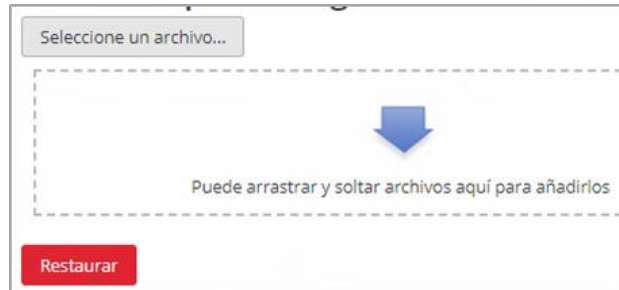 Seleccione un archivo...
Puede arrastrar y soltar archivos aquí para añadirlos
Restaurar